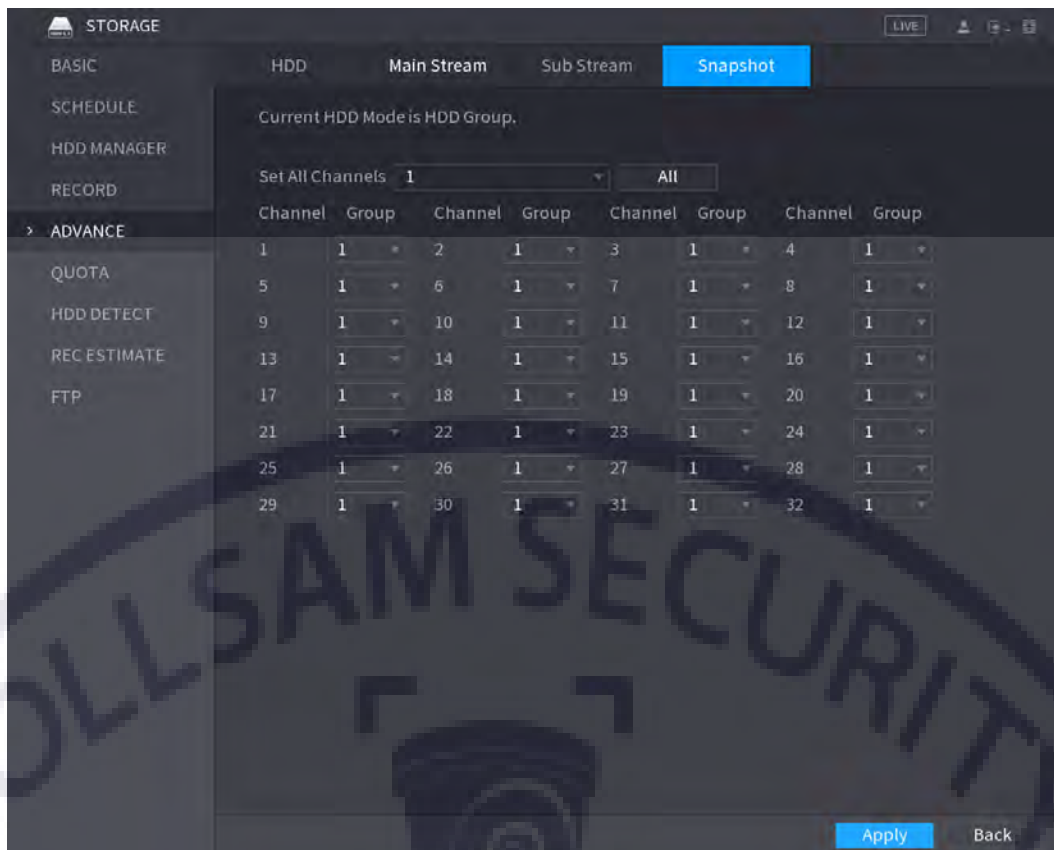 STORAGE LIVE
BASIC HDD Main Stream Sub Stream Snapshot
SCHEDULE
Current HDD Mode is HDD Group.
HDD MANAGER
Set All Channels 1 All
RECORD
Channel Group Channel Group Channel Group Channel Group
> ADVANCE
1 1 2 1 3 1 4 1
QUOTA
5 1 6 1 7 1 8 1
HDD DETECT
9 1 10 1 11 1 12 1
REC ESTIMATE
13 1 14 1 15 1 16 1
FTP
17 1 18 1 19 1 20 1
21 1 22 1 23 1 24 1
25 1 26 1 27 1 28 1
29 1 30 1 31 1 32 1
OLLSAM SECURITY
Apply Back